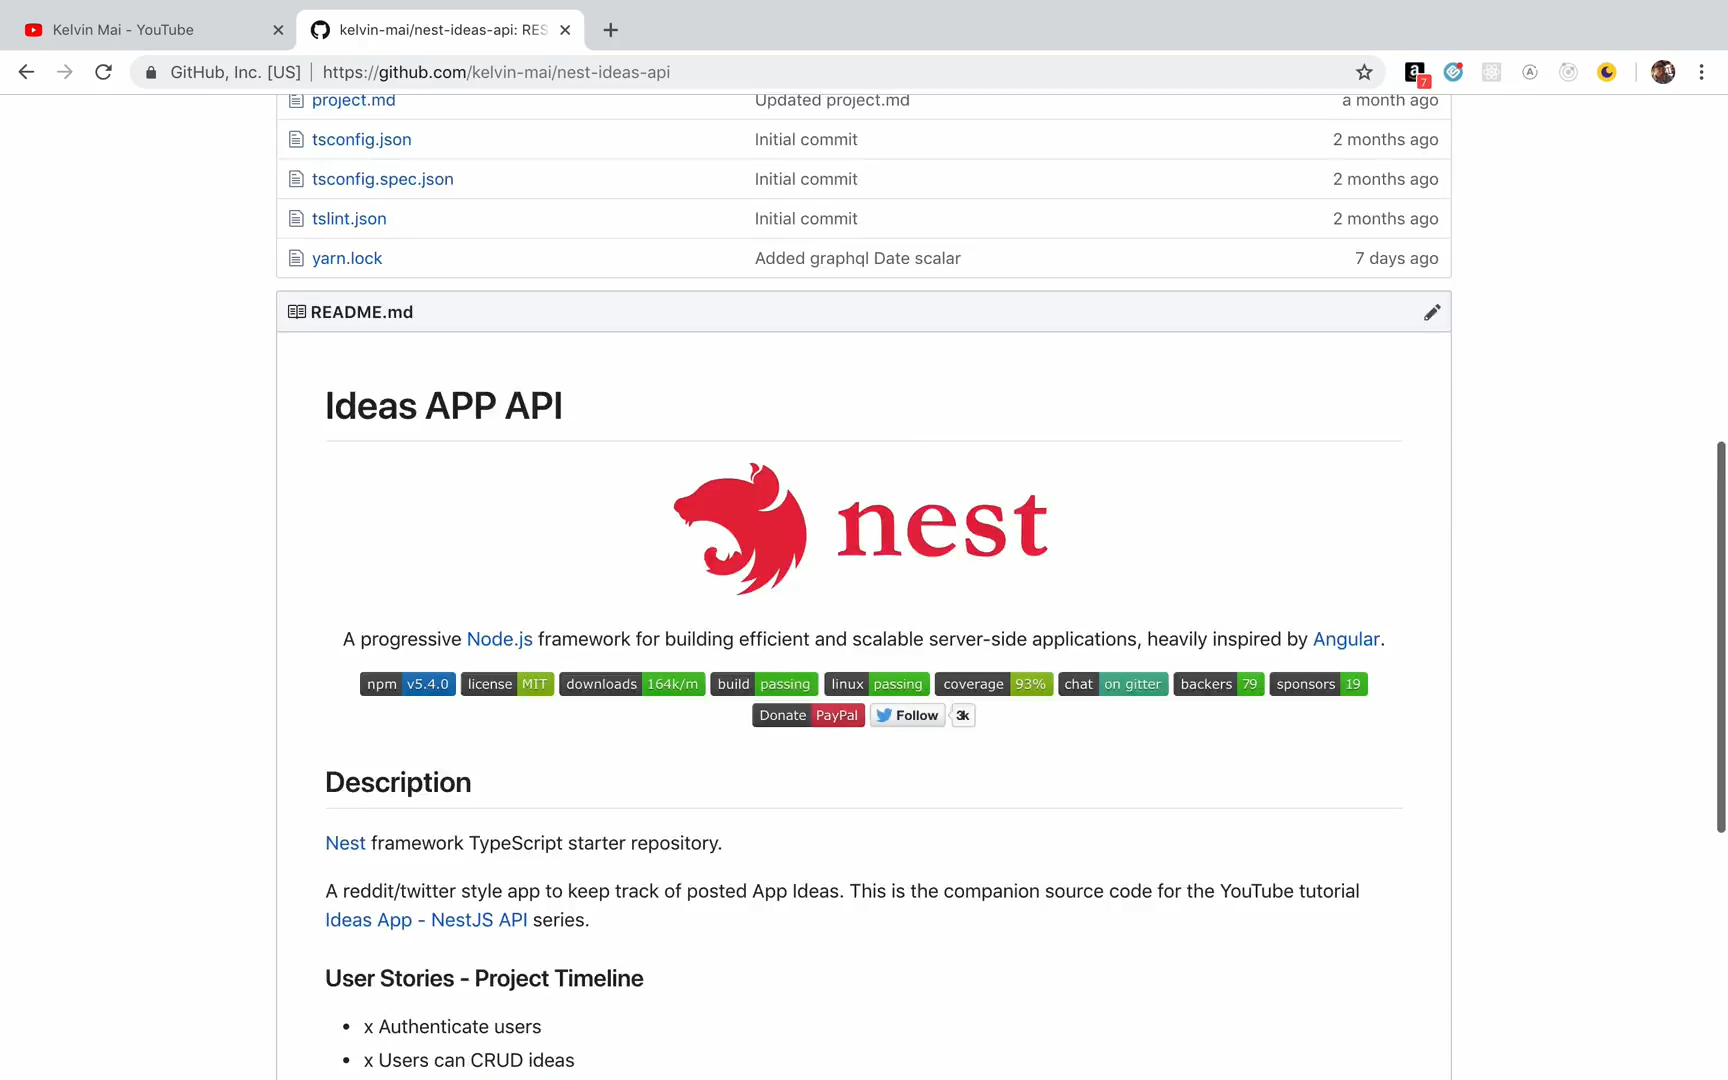 Kelvin Mai - YouTube
kelvin-mai/nest-ideas-api: RES
GitHub, Inc. [US] | https://github.com/kelvin-mai/nest-ideas-api
7
project.md Updated project.md a month ago
tsconfig.json Initial commit 2 months ago
tsconfig.spec.json Initial commit 2 months ago
tslint.json Initial commit 2 months ago
yarn.lock Added graphql Date scalar 7 days ago
README.md
Ideas APP API
nest
A progressive Node.js framework for building efficient and scalable server-side applications, heavily inspired by Angular.
npm v5.4.0 license MIT downloads 164k/m build passing linux passing coverage 93% chat on gitter backers 79 sponsors 19
Donate PayPal Follow 3k
Description
Nest framework TypeScript starter repository.
A reddit/twitter style app to keep track of posted App Ideas. This is the companion source code for the YouTube tutorial
Ideas App - NestJS API series.
User Stories - Project Timeline
• x Authenticate users
• x Users can CRUD ideas